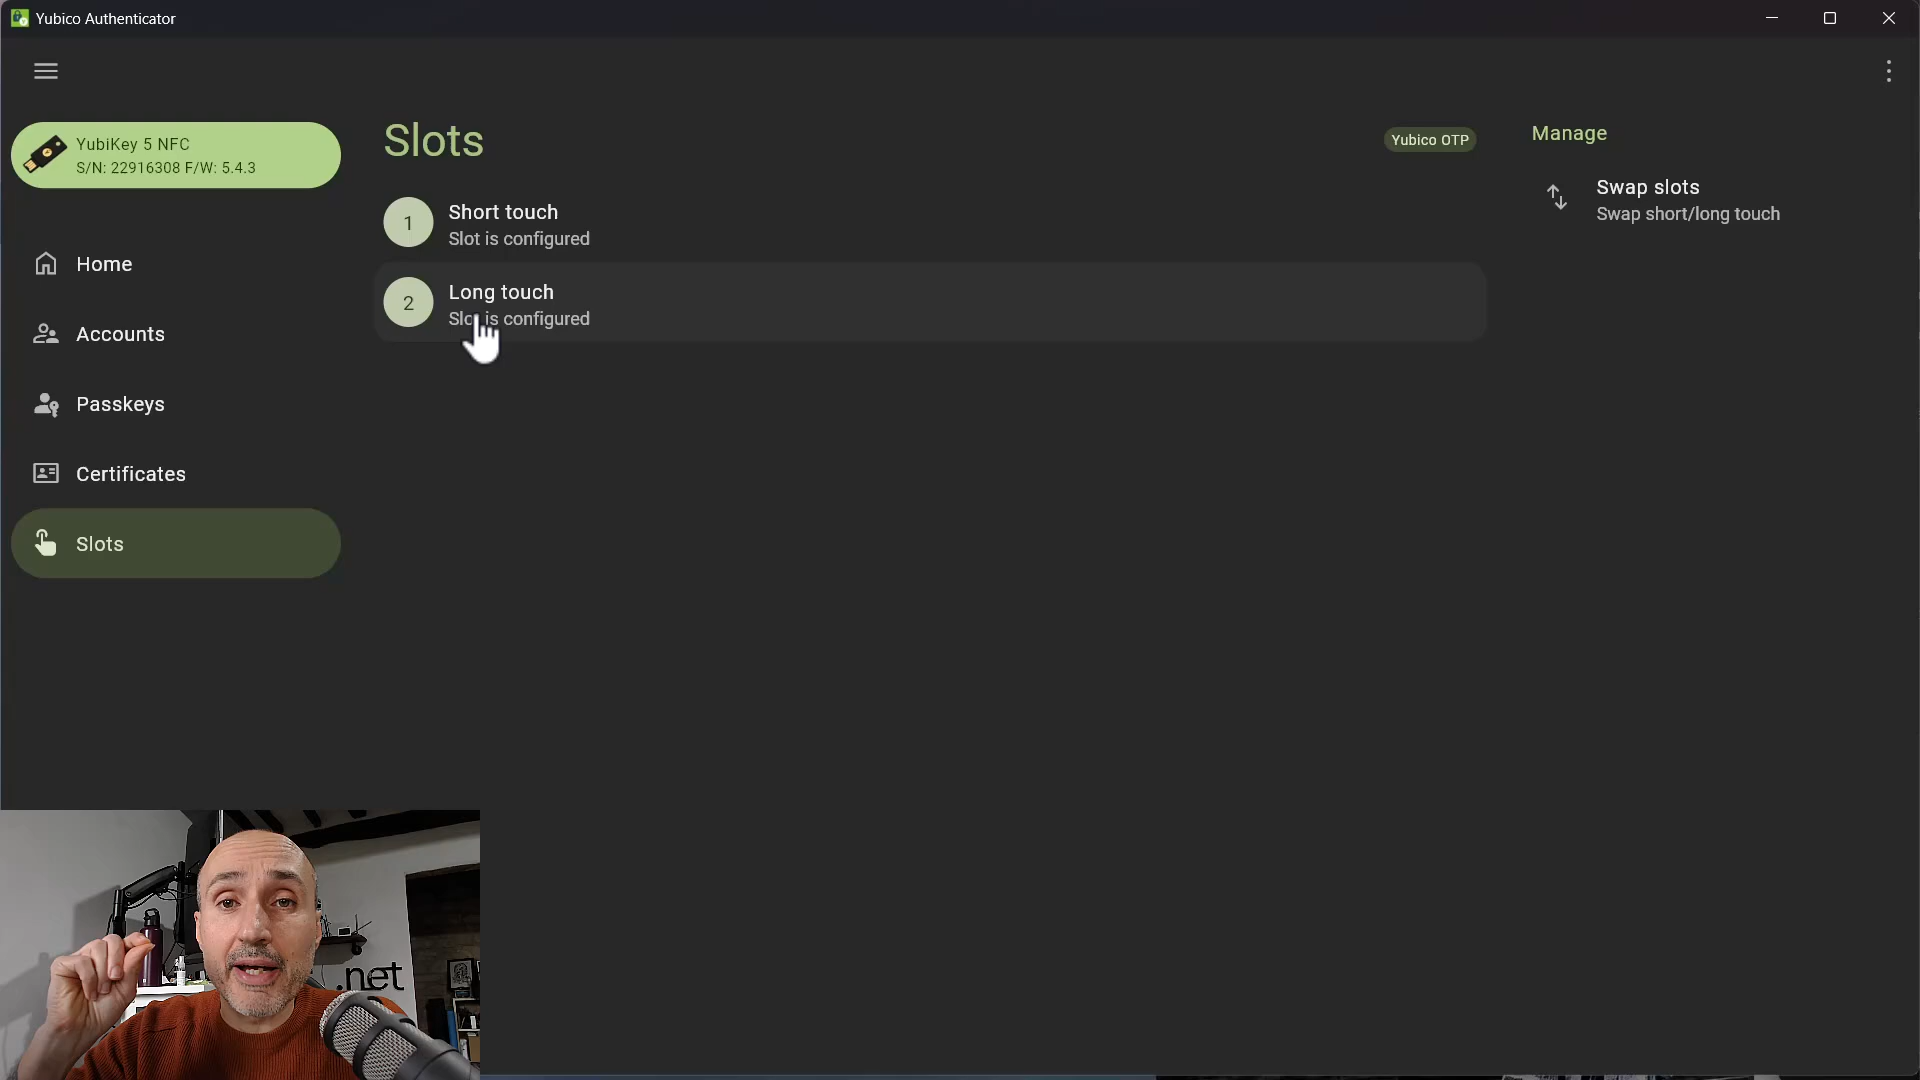 Yubico Authenticator
YubiKey 5 NFC
S/N: 22916308 F/W: 5.4.3
Home
Accounts
Passkeys
Certificates
Slots
Slots
Yubico OTP
1
Short touch
Slot is configured
2
Long touch
Slot is configured
Manage
Swap slots
Swap short/long touch
.net